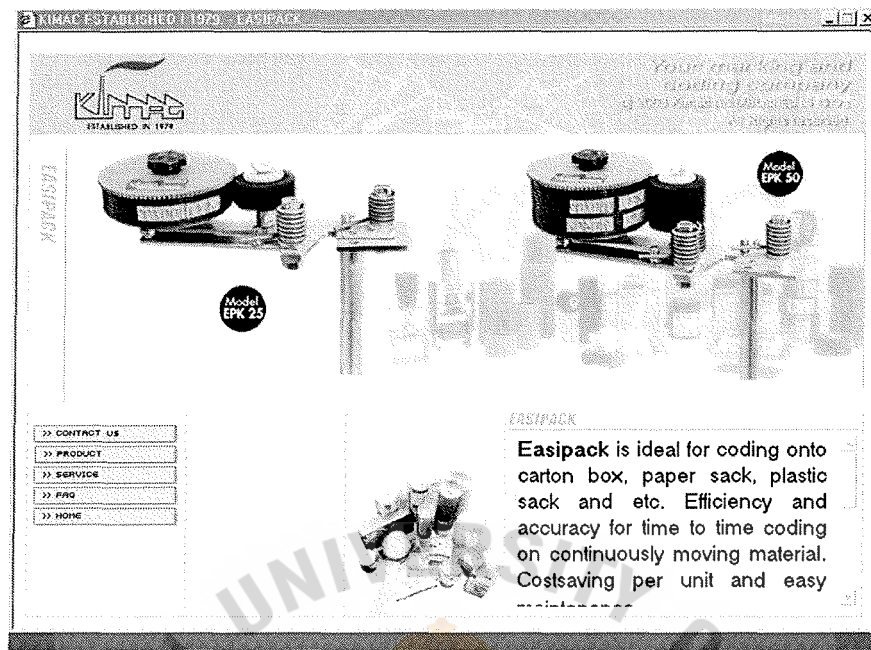 KIMAC ESTABLISHED I 1979 - EASIPACK
Your marking and
coding company
KIMAC
ESTABLISHED IN 1979
EASIPACK
Model
EPK 50
Model
EPK 25
>> CONTACT US
>> PRODUCT
>> SERVICE
>> FAQ
>> HOME
EASIPACK
Easipack is ideal for coding onto
carton box, paper sack, plastic
sack and etc. Efficiency and
accuracy for time to time coding
on continuously moving material.
Costsaving per unit and easy
maintenance
UNIVERSITY O